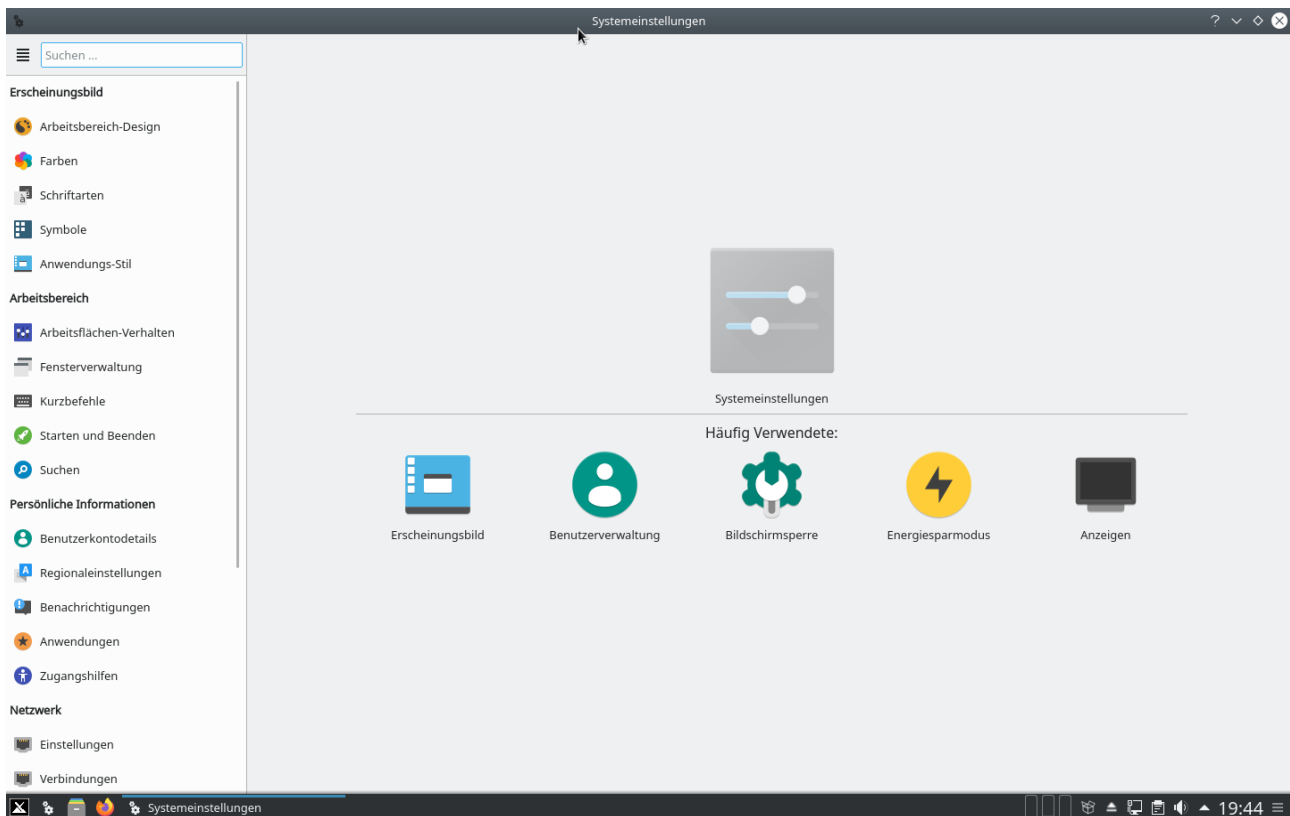 Systemeinstellungen
Suchen ...
Erscheinungsbild
Arbeitsbereich-Design
Farben
Schriftarten
Symbole
Anwendungs-Stil
Arbeitsbereich
Arbeitsflächen-Verhalten
Fensterverwaltung
Kurzbefehle
Starten und Beenden
Suchen
Persönliche Informationen
Benutzerkontodetails
Regionaleinstellungen
Benachrichtigungen
Anwendungen
Zugangshilfen
Netzwerk
Einstellungen
Verbindungen
Systemeinstellungen
Häufig Verwendete:
Erscheinungsbild Benutzerverwaltung Bildschirmsperre Energiesparmodus Anzeigen
Systemeinstellungen 19:44